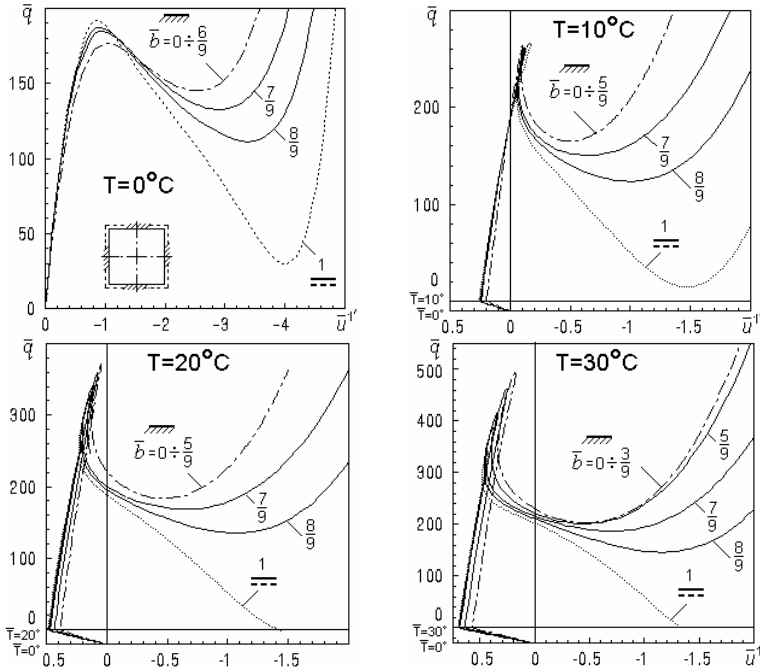 q̅
T=0°C
b̅=0÷6/9
7/9
8/9
1
150
100
50
0
0
-1
-2
-3
-4
u̅¹′
q̅
T=10°C
b̅=0÷5/9
7/9
8/9
1
200
100
0
T̅=10°
T̅=0°
0.5
0
-0.5
-1
-1.5
u̅¹′
q̅
T=20°C
b̅=0÷5/9
7/9
8/9
1
300
200
100
0
T̅=20°
T̅=0°
0.5
0
-0.5
-1
-1.5
u̅¹′
q̅
T=30°C
b̅=0÷3/9
5/9
7/9
8/9
1
500
400
300
200
100
0
T̅=30°
T̅=0°
0.5
0
-0.5
-1
-1.5
u̅¹′